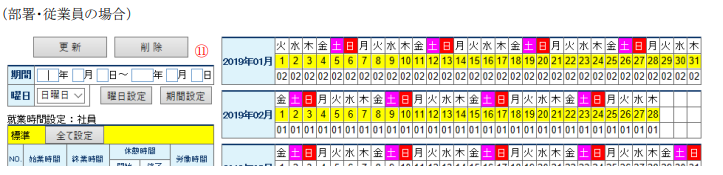 （部署・従業員の場合）
更新 削除 ⑪
期間 年 月 日～ 年 月 日
曜日 日曜日 曜日設定 期間設定
就業時間設定：社員
標準 全て設定
NO. 始業時間 終業時間 休憩時間 労働時間
開始 終了
2019年01月
火 水 木 金 土 日 月 火 水 木 金 土 日 月 火 水 木 金 土 日 月 火 水 木 金 土 日 月 火 水 木
1 2 3 4 5 6 7 8 9 10 11 12 13 14 15 16 17 18 19 20 21 22 23 24 25 26 27 28 29 30 31
02 02 02 02 02 02 02 02 02 02 02 02 02 02 02 02 02 02 02 02 02 02 02 02 02 02 02 02 02 02 02
2019年02月
金 土 日 月 火 水 木 金 土 日 月 火 水 木 金 土 日 月 火 水 木 金 土 日 月 火 水 木
1 2 3 4 5 6 7 8 9 10 11 12 13 14 15 16 17 18 19 20 21 22 23 24 25 26 27 28
01 01 01 01 01 01 01 01 01 01 01 01 01 01 01 01 01 01 01 01 01 01 01 01 01 01 01 01
金 土 日 月 火 水 木 金 土 日 月 火 水 木 金 土 日 月 火 水 木 金 土 日 月 火 水 木 金 土 日